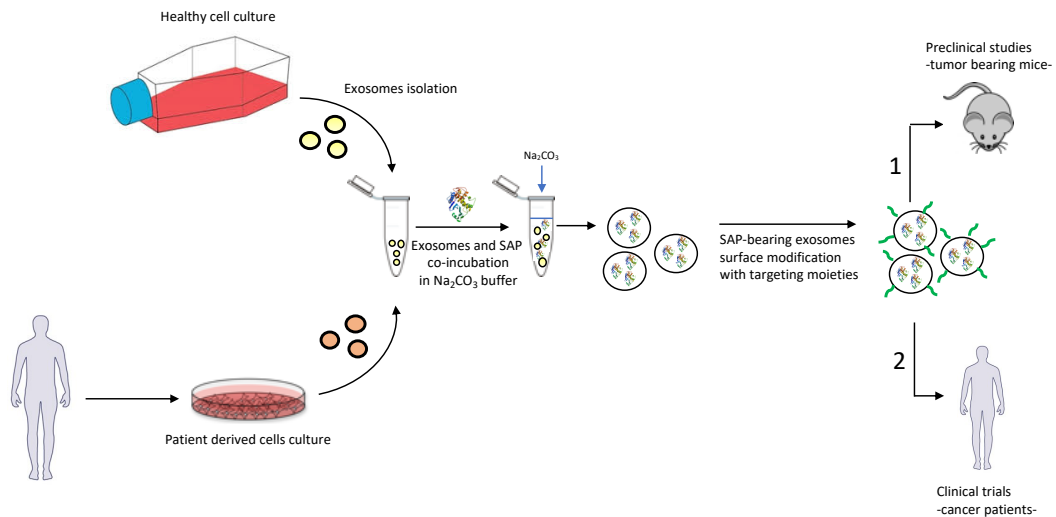 Healthy cell culture
Exosomes isolation
Preclinical studies
-tumor bearing mice-
1
Na₂CO₃
Exosomes and SAP
co-incubation
in Na₂CO₃ buffer
SAP-bearing exosomes
surface modification
with targeting moieties
2
Patient derived cells culture
Clinical trials
-cancer patients-